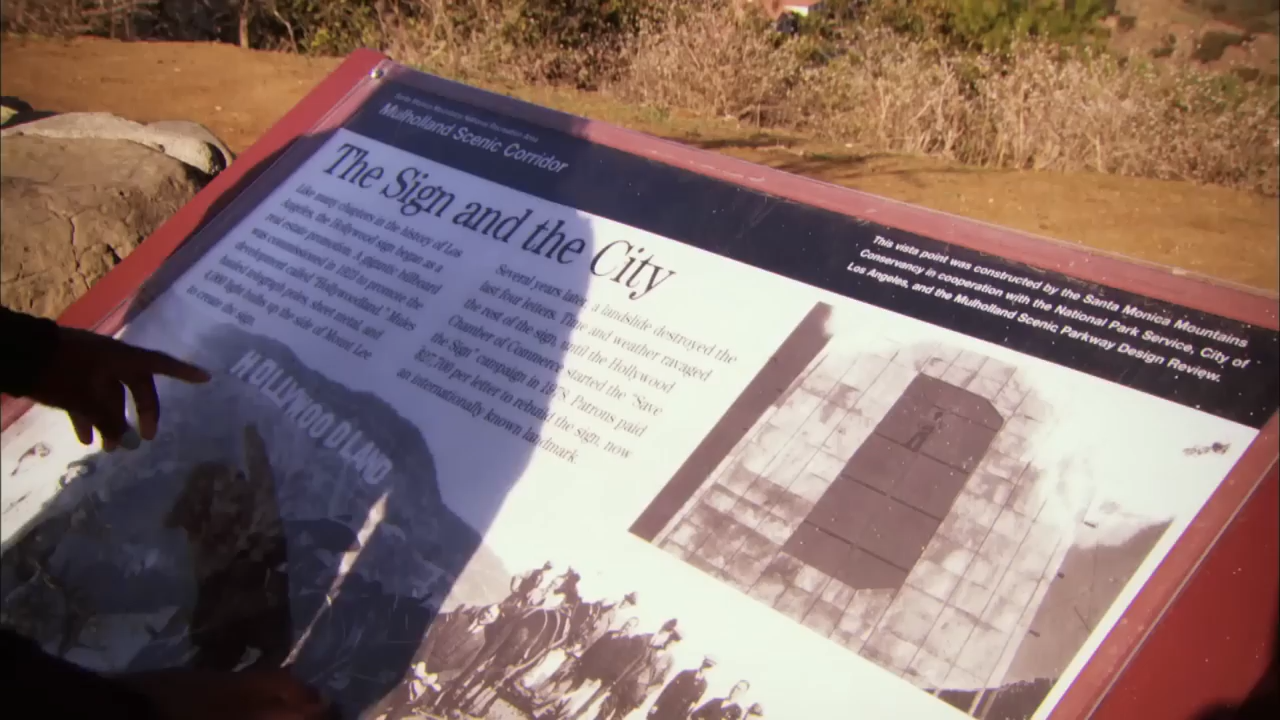 Santa Monica Mountains National Recreation Area
Mulholland Scenic Corridor
The Sign and the City
Like many chapters in the history of Los
Angeles, the Hollywood sign began as a
real estate promotion. A gigantic billboard
was commissioned in 1923 to promote the
development called "Hollywoodland." Mules
hauled telegraph poles, sheet metal, and
4,000 light bulbs up the side of Mount Lee
to create the sign.
Several years later, a landslide destroyed the
last four letters. Time and weather ravaged
the rest of the sign, until the Hollywood
Chamber of Commerce started the "Save
the Sign" campaign in 1978. Patrons paid
$27,700 per letter to rebuild the sign, now
an internationally known landmark.
This vista point was constructed by the Santa Monica Mountains
Conservancy in cooperation with the National Park Service, City of
Los Angeles, and the Mulholland Scenic Parkway Design Review.
HOLLYWOODLAND